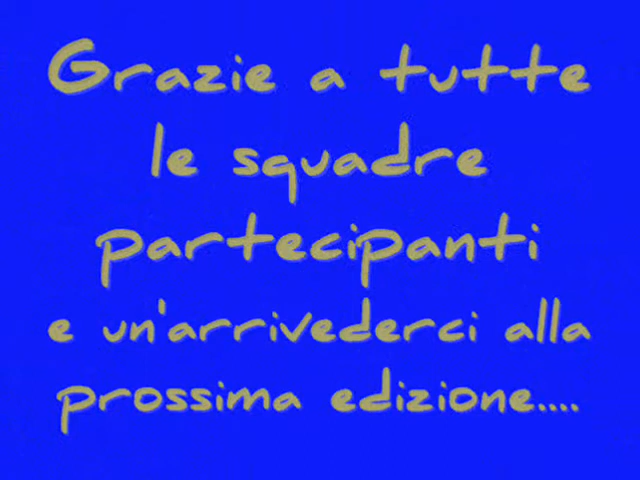 Grazie a tutte
le squadre
partecipanti
e un'arrivederci alla
prossima edizione....